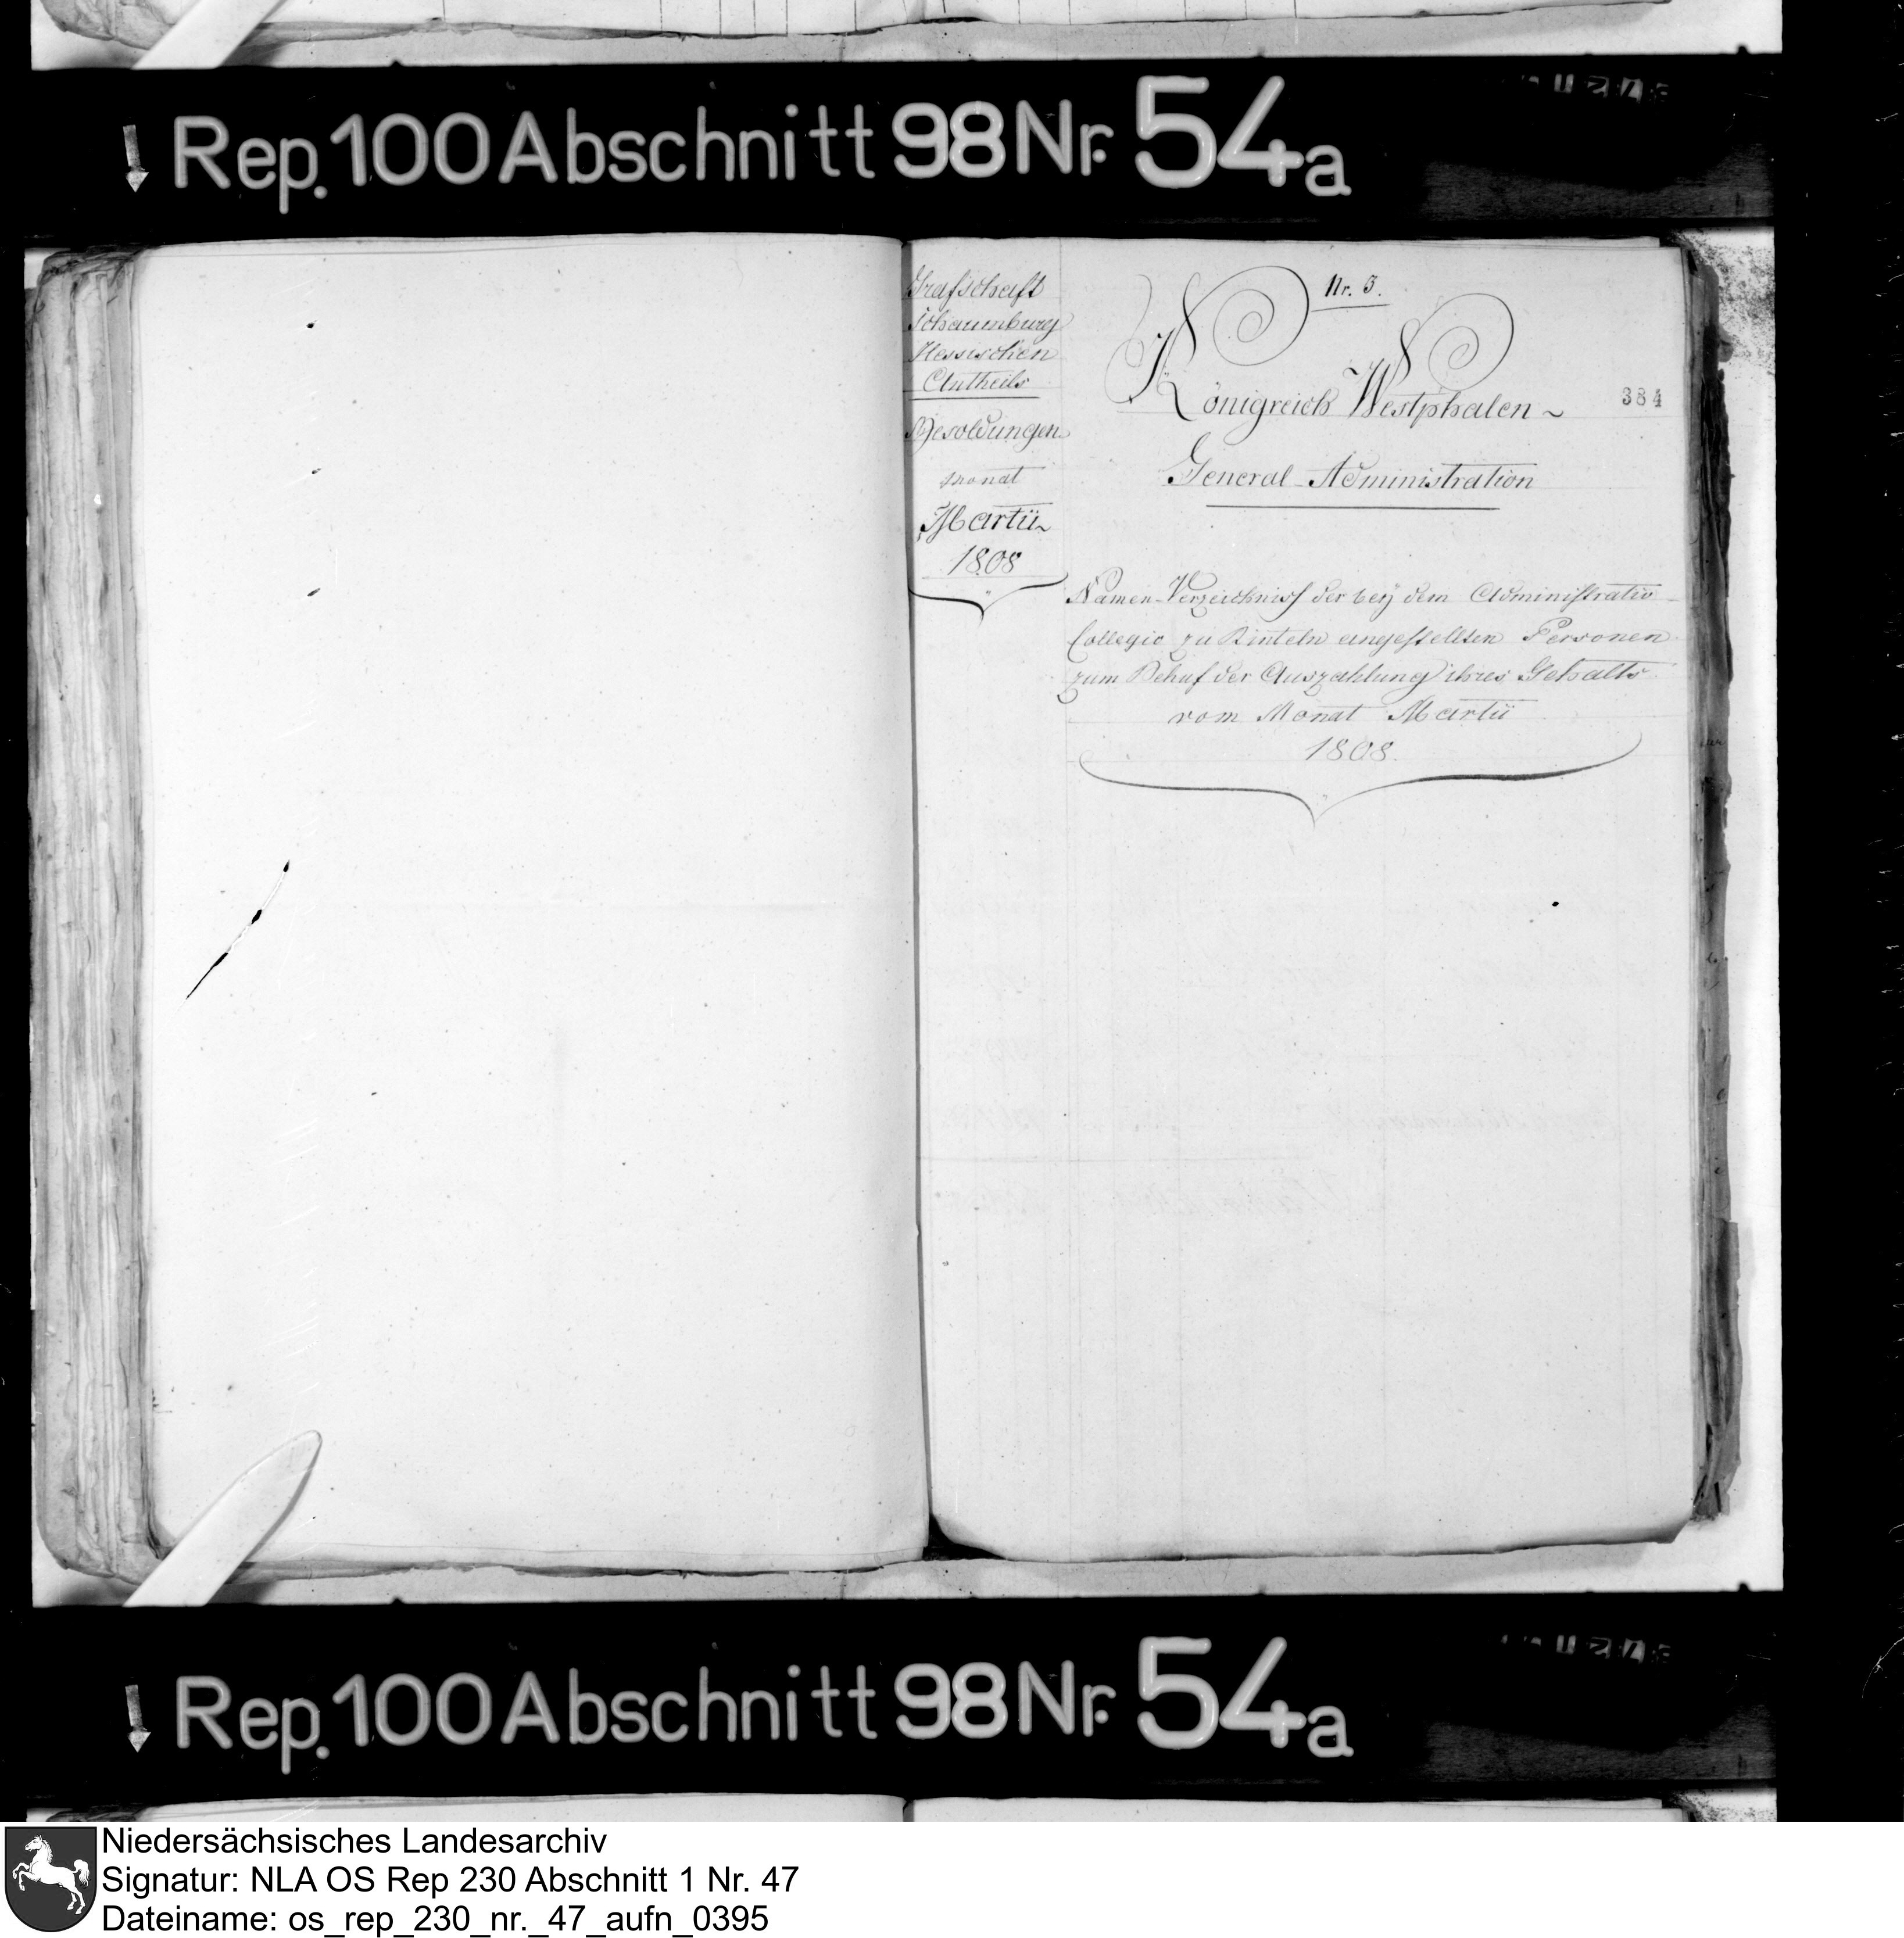 Rep. 100 Abschnitt 98 Nr. 54a
Grafschaft
Schaumburg
Hessischen
Antheils
Besoldungen
Monat
Martii
1808
Nr. 3.
Königreich Westphalen
384
General-Administration
Namen-Verzeichniss der bey dem Administrativ-
Collegio zu Rinteln angestellten Personen
zum Behuf der Auszahlung ihres Gehalts
vom Monat Martii
1808.
Rep. 100 Abschnitt 98 Nr. 54a
Niedersächsisches Landesarchiv
Signatur: NLA OS Rep 230 Abschnitt 1 Nr. 47
Dateiname: os_rep_230_nr._47_aufn_0395